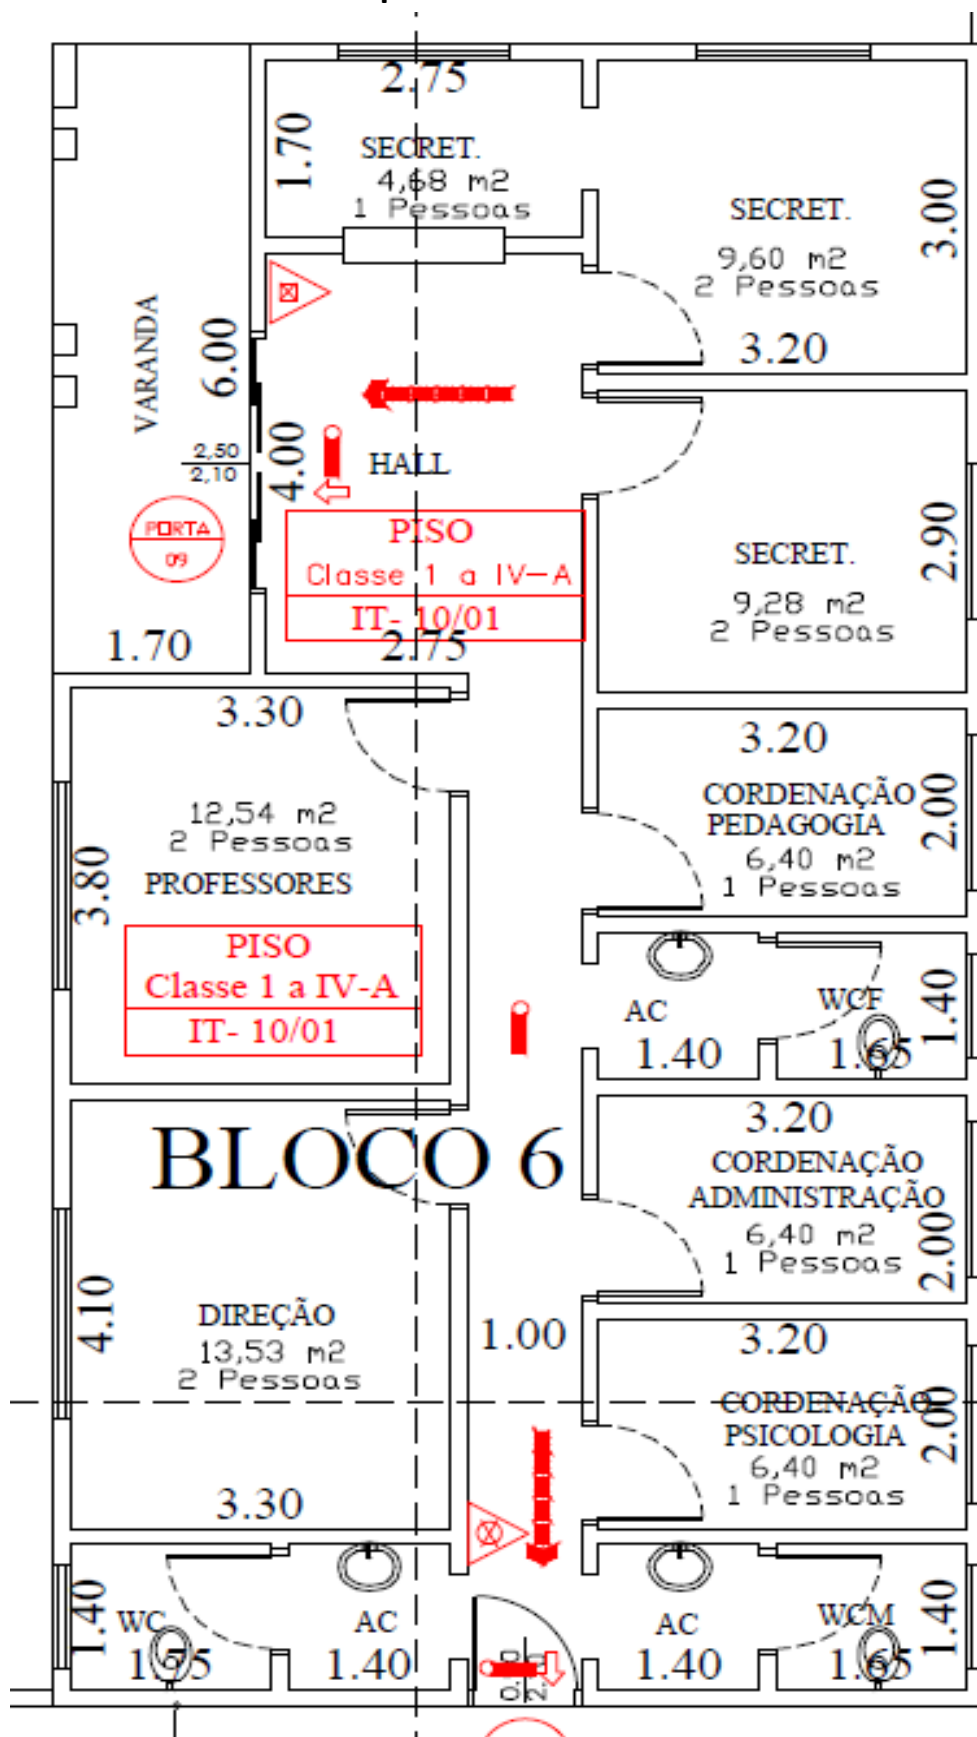 2.75
1.70
SECRET.
4,68 m2
1 Pessoas
SECRET.
9,60 m2
2 Pessoas
3.00
3.20
VARANDA
6.00
2,50
2,10
4.00
HALL
PORTA
09
PISO
Classe 1 a IV-A
IT- 10/01
1.70
2.75
SECRET.
9,28 m2
2 Pessoas
2.90
3.30
12,54 m2
2 Pessoas
PROFESSORES
3.80
PISO
Classe 1 a IV-A
IT- 10/01
3.20
CORDENAÇÃO
PEDAGOGIA
6,40 m2
1 Pessoas
2.00
AC
1.40
WCF
1.65
1.40
BLOCO 6
3.20
CORDENAÇÃO
ADMINISTRAÇÃO
6,40 m2
1 Pessoas
2.00
4.10
DIREÇÃO
13,53 m2
2 Pessoas
3.30
1.00
3.20
CORDENAÇÃO
PSICOLOGIA
6,40 m2
1 Pessoas
2.00
1.40
WC
1.75
AC
1.40
AC
1.40
WCM
1.65
1.40